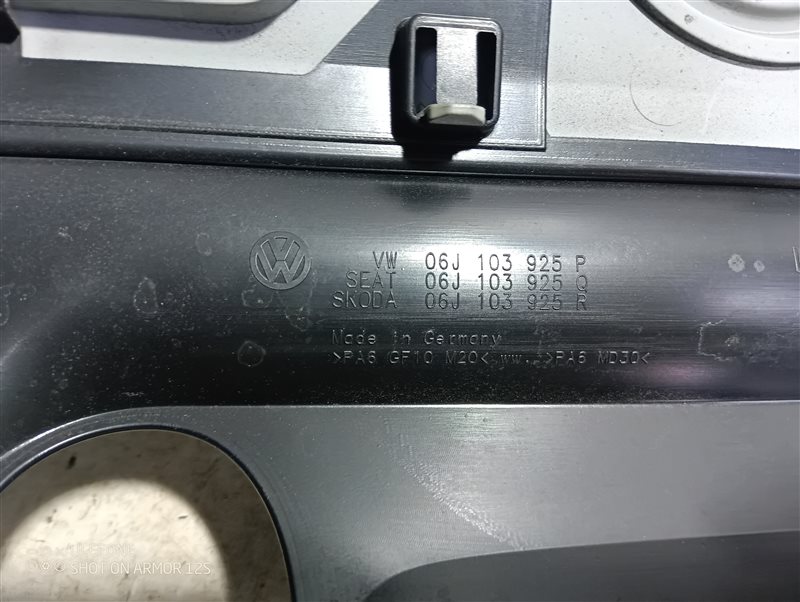 VW 06J 103 925 P
SEAT 06J 103 925 Q
SKODA 06J 103 925 R
Made in Germany
>PA6 GF10 M20< ww. >PA6 MD30<
SHOT ON ARMOR 12S